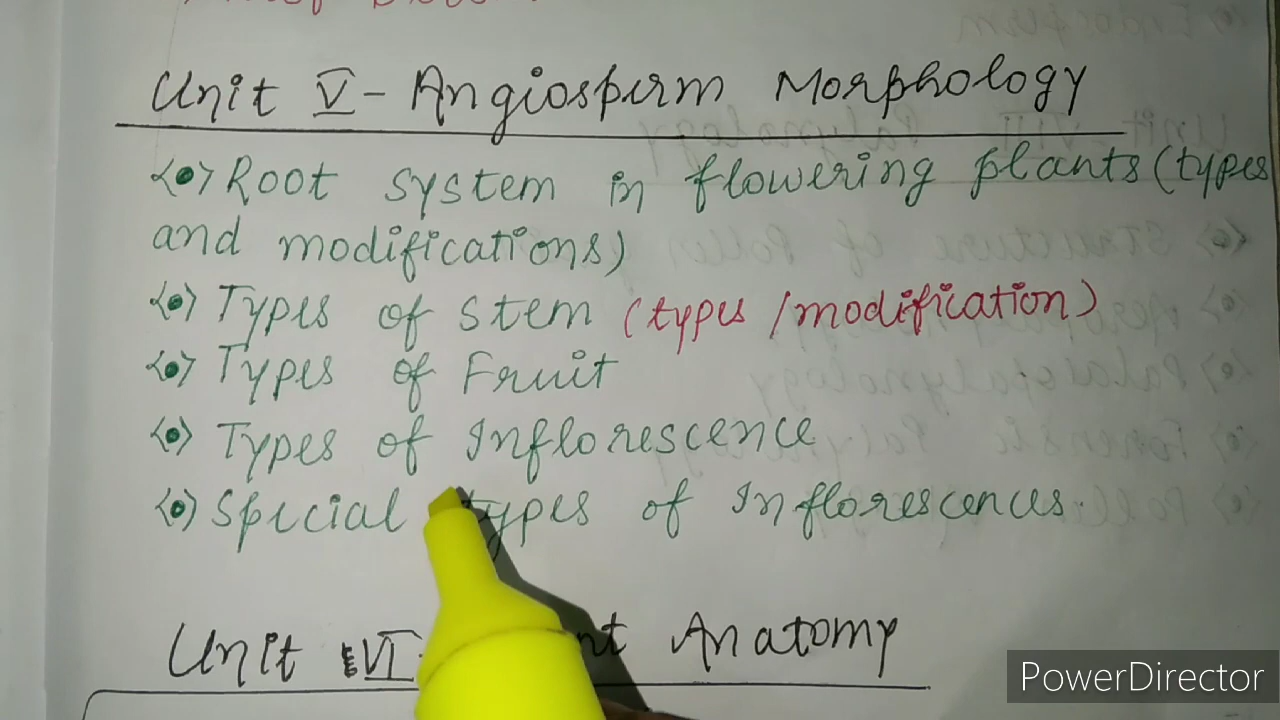 Unit V - Angiosperm Morphology
<•> Root system in flowering plants (types
and modifications)
<•> Types of stem (types / modification)
<•> Types of Fruit
<•> Types of Inflorescence
<•> Special types of Inflorescences.
Unit VI Anatomy
PowerDirector